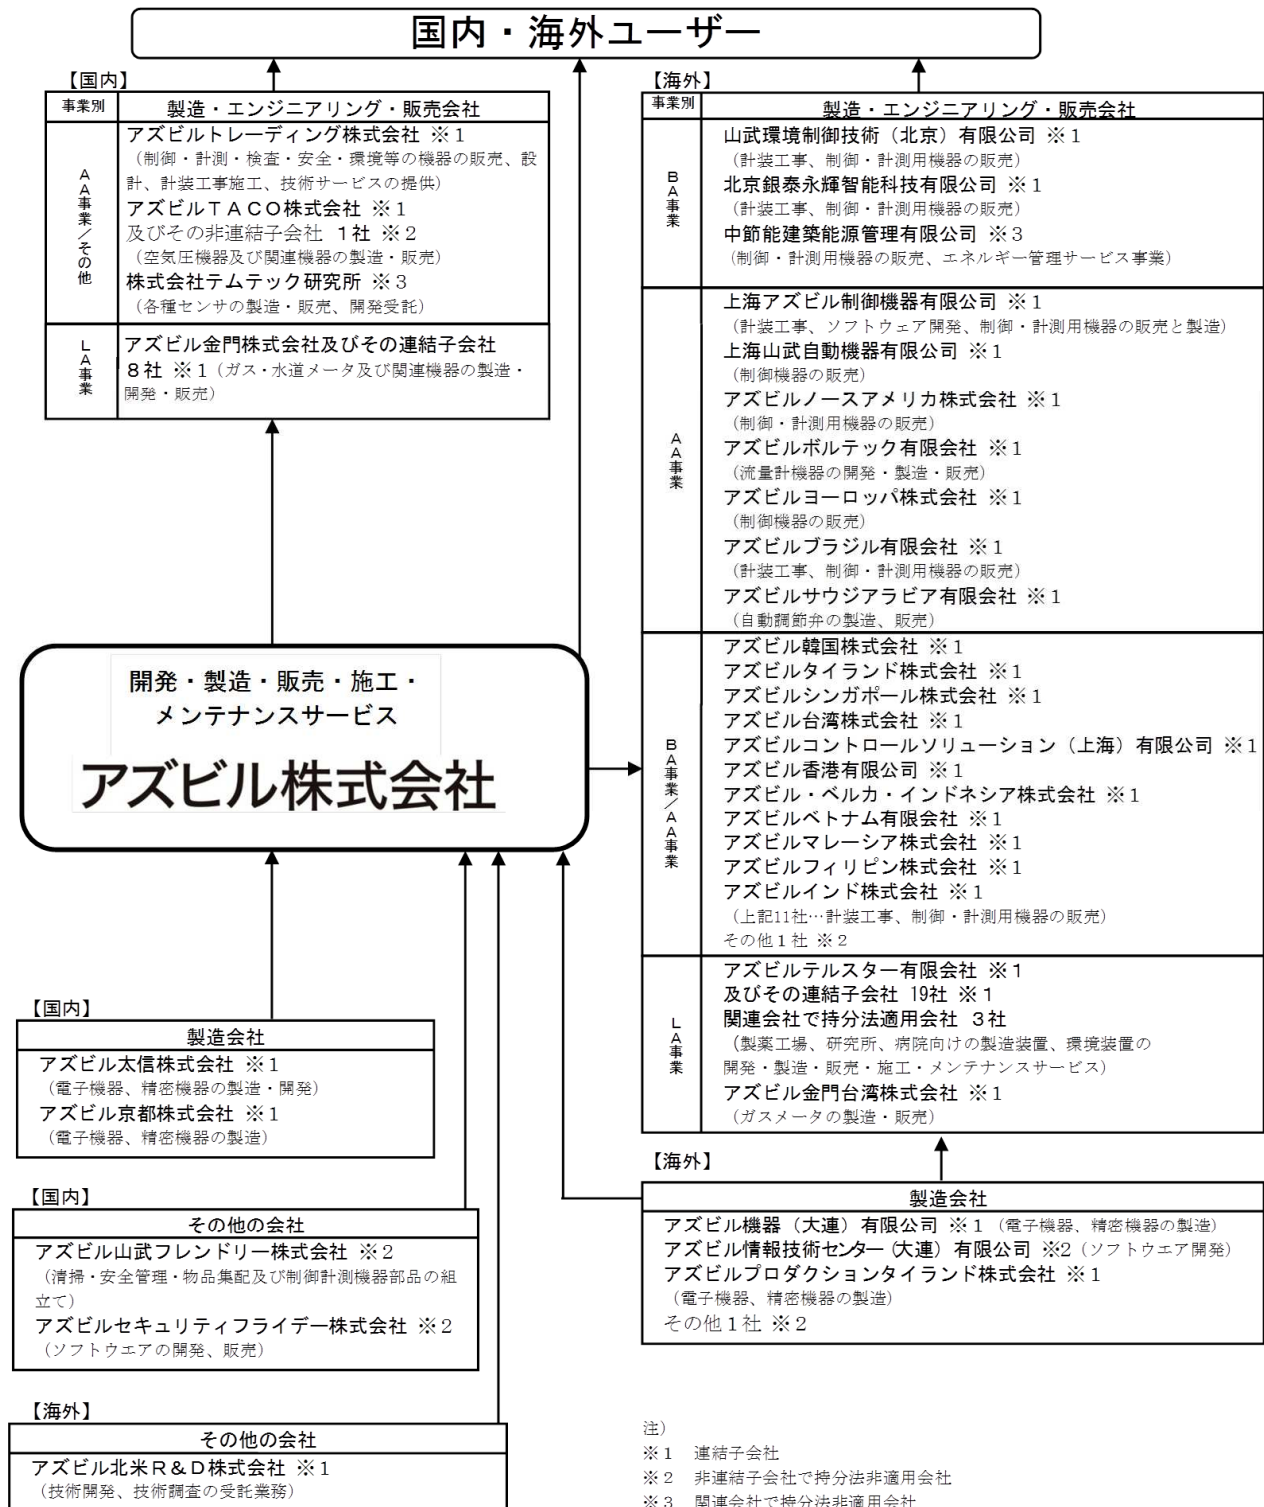 国内・海外ユーザー
【国内】
事業別
製造・エンジニアリング・販売会社
AA事業／その他
アズビルトレーディング株式会社 ※1
（制御・計測・検査・安全・環境等の機器の販売、設
計、計装工事施工、技術サービスの提供）
アズビルTACO株式会社 ※1
及びその非連結子会社 1社 ※2
（空気圧機器及び関連機器の製造・販売）
株式会社テムテック研究所 ※3
（各種センサの製造・販売、開発受託）
LA事業
アズビル金門株式会社及びその連結子会社
8社 ※1（ガス・水道メータ及び関連機器の製造・
開発・販売）
【海外】
事業別
製造・エンジニアリング・販売会社
BA事業
山武環境制御技術（北京）有限公司 ※1
（計装工事、制御・計測用機器の販売）
北京銀泰永輝智能科技有限公司 ※1
（計装工事、制御・計測用機器の販売）
中節能建築能源管理有限公司 ※3
（制御・計測用機器の販売、エネルギー管理サービス事業）
AA事業
上海アズビル制御機器有限公司 ※1
（計装工事、ソフトウェア開発、制御・計測用機器の販売と製造）
上海山武自動機器有限公司 ※1
（制御機器の販売）
アズビルノースアメリカ株式会社 ※1
（制御・計測用機器の販売）
アズビルボルテック有限会社 ※1
（流量計機器の開発・製造・販売）
アズビルヨーロッパ株式会社 ※1
（制御機器の販売）
アズビルブラジル有限会社 ※1
（計装工事、制御・計測用機器の販売）
アズビルサウジアラビア有限会社 ※1
（自動調節弁の製造、販売）
BA事業／AA事業
アズビル韓国株式会社 ※1
アズビルタイランド株式会社 ※1
アズビルシンガポール株式会社 ※1
アズビル台湾株式会社 ※1
アズビルコントロールソリューション（上海）有限公司 ※1
アズビル香港有限公司 ※1
アズビル・ベルカ・インドネシア株式会社 ※1
アズビルベトナム有限会社 ※1
アズビルマレーシア株式会社 ※1
アズビルフィリピン株式会社 ※1
アズビルインド株式会社 ※1
（上記11社…計装工事、制御・計測用機器の販売）
その他1社 ※2
LA事業
アズビルテルスター有限会社 ※1
及びその連結子会社 19社 ※1
関連会社で持分法適用会社 3社
（製薬工場、研究所、病院向けの製造装置、環境装置の
開発・製造・販売・施工・メンテナンスサービス）
アズビル金門台湾株式会社 ※1
（ガスメータの製造・販売）
開発・製造・販売・施工・
メンテナンスサービス
アズビル株式会社
【国内】
製造会社
アズビル太信株式会社 ※1
（電子機器、精密機器の製造・開発）
アズビル京都株式会社 ※1
（電子機器、精密機器の製造）
【国内】
その他の会社
アズビル山武フレンドリー株式会社 ※2
（清掃・安全管理・物品集配及び制御計測機器部品の組
立て）
アズビルセキュリティフライデー株式会社 ※2
（ソフトウエアの開発、販売）
【海外】
その他の会社
アズビル北米R＆D株式会社 ※1
（技術開発、技術調査の受託業務）
【海外】
製造会社
アズビル機器（大連）有限公司 ※1（電子機器、精密機器の製造）
アズビル情報技術センター（大連）有限公司 ※2（ソフトウエア開発）
アズビルプロダクションタイランド株式会社 ※1
（電子機器、精密機器の製造）
その他1社 ※2
注）
※1 連結子会社
※2 非連結子会社で持分法非適用会社
※3 関連会社で持分法非適用会社